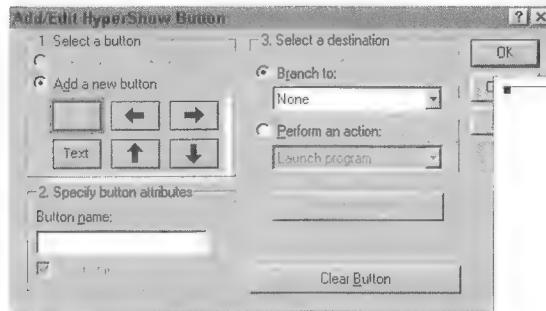 Add/Edit HyperShow Button
1. Select a button
Add a new button
Text
2. Specify button attributes
Button name:
3. Select a destination
Branch to:
None
Perform an action:
Launch program
Clear Button
OK